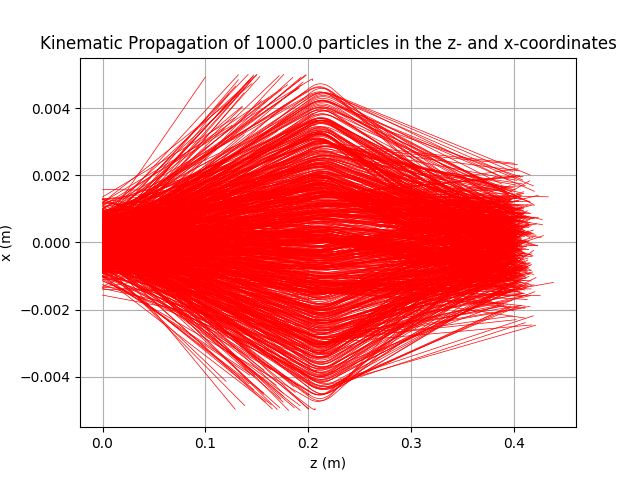 Kinematic Propagation of 1000.0 particles in the z- and x-coordinates
0.004
0.002
0.000
−0.002
−0.004
x (m)
0.0 0.1 0.2 0.3 0.4
z (m)